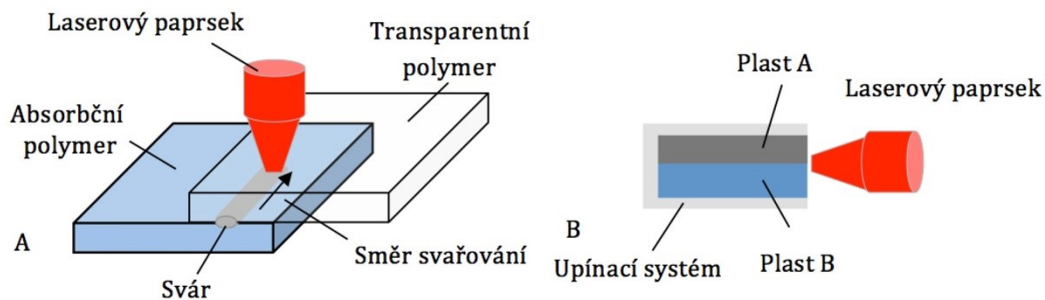 Laserový paprsek
Transparentní
polymer
Absorbční
polymer
A
Směr svařování
Svár
Plast A
Laserový paprsek
B
Upínací systém
Plast B